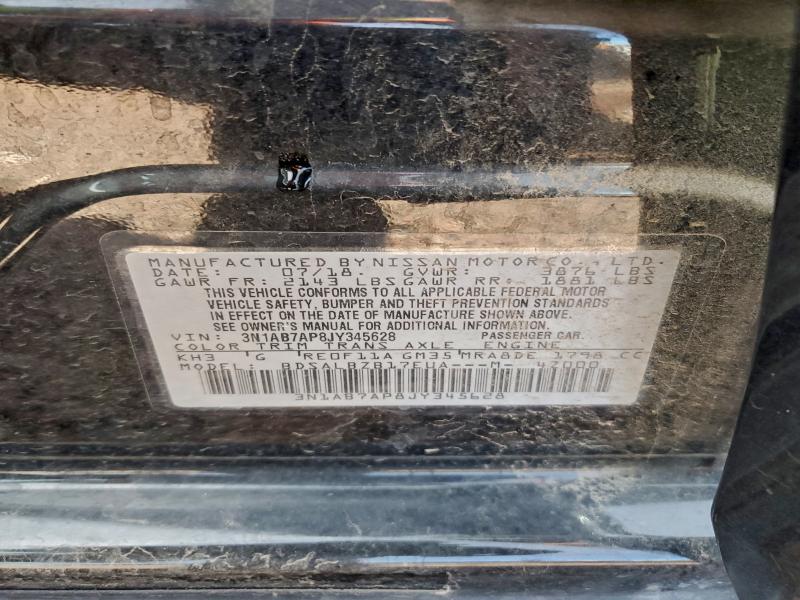 MANUFACTURED BY NISSAN MOTOR CO., LTD.
DATE: 07/18. GVWR: 3876 LBS
GAWR FR: 2143 LBS GAWR RR: 1881 LBS
THIS VEHICLE CONFORMS TO ALL APPLICABLE FEDERAL MOTOR
VEHICLE SAFETY, BUMPER AND THEFT PREVENTION STANDARDS
IN EFFECT ON THE DATE OF MANUFACTURE SHOWN ABOVE.
SEE OWNER'S MANUAL FOR ADDITIONAL INFORMATION.
VIN: 3N1AB7AP8JY345628 PASSENGER CAR.
COLOR TRIM TRANS AXLE ENGINE
KH3 G RE0F11A GM35 MRA8DE 1798 CC
MODEL: BDSALBZB17EUA---M- 47000
3N1AB7AP8JY345628